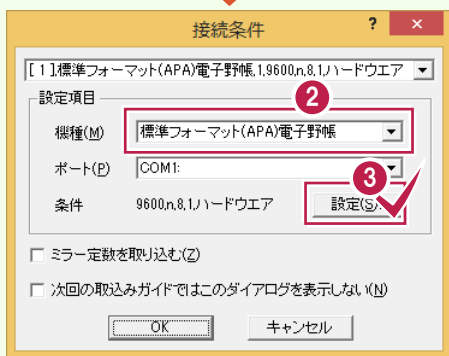 接続条件
? ×
[ 1 ].標準フォーマット(APA)電子野帳,1,9600,n,8,1,ハードウエア
設定項目
2
機種(M) 標準フォーマット(APA)電子野帳
ポート(P) COM1:
3
条件 9600,n,8,1,ハードウエア 設定(S)...
ミラー定数を取り込む(Z)
次回の取込みガイドではこのダイアログを表示しない(N)
OK キャンセル